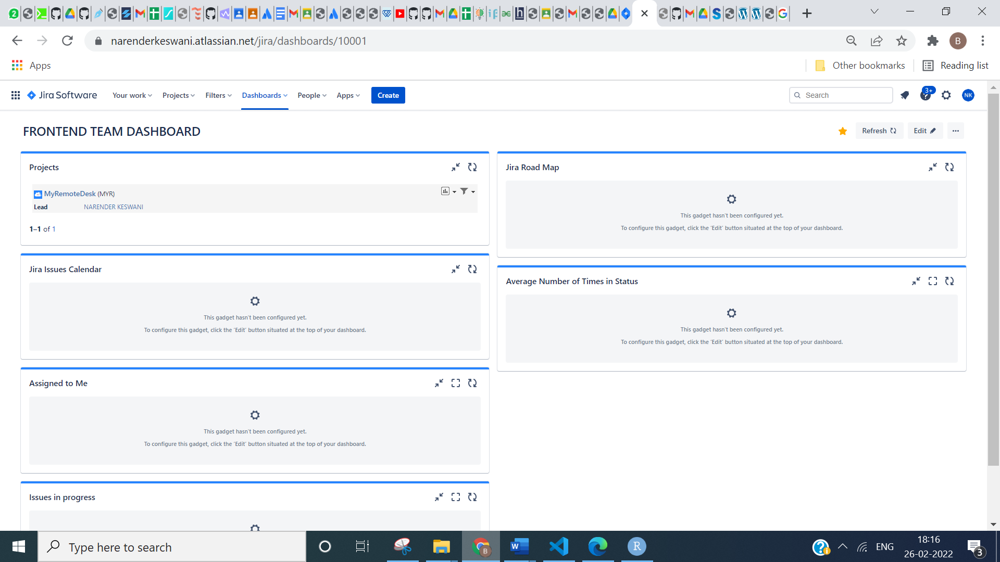 narenderkeswani.atlassian.net/jira/dashboards/10001
B
Apps
Other bookmarks
Reading list
Jira Software
Your work
Projects
Filters
Dashboards
People
Apps
Create
Search
3+
NK
FRONTEND TEAM DASHBOARD
Refresh
Edit
Projects
MyRemoteDesk (MYR)
Lead NARENDER KESWANI
1–1 of 1
Jira Road Map
This gadget hasn't been configured yet.
To configure this gadget, click the 'Edit' button situated at the top of your dashboard.
Jira Issues Calendar
This gadget hasn't been configured yet.
To configure this gadget, click the 'Edit' button situated at the top of your dashboard.
Average Number of Times in Status
This gadget hasn't been configured yet.
To configure this gadget, click the 'Edit' button situated at the top of your dashboard.
Assigned to Me
This gadget hasn't been configured yet.
To configure this gadget, click the 'Edit' button situated at the top of your dashboard.
Issues in progress
Type here to search
ENG
18:16
26-02-2022
3